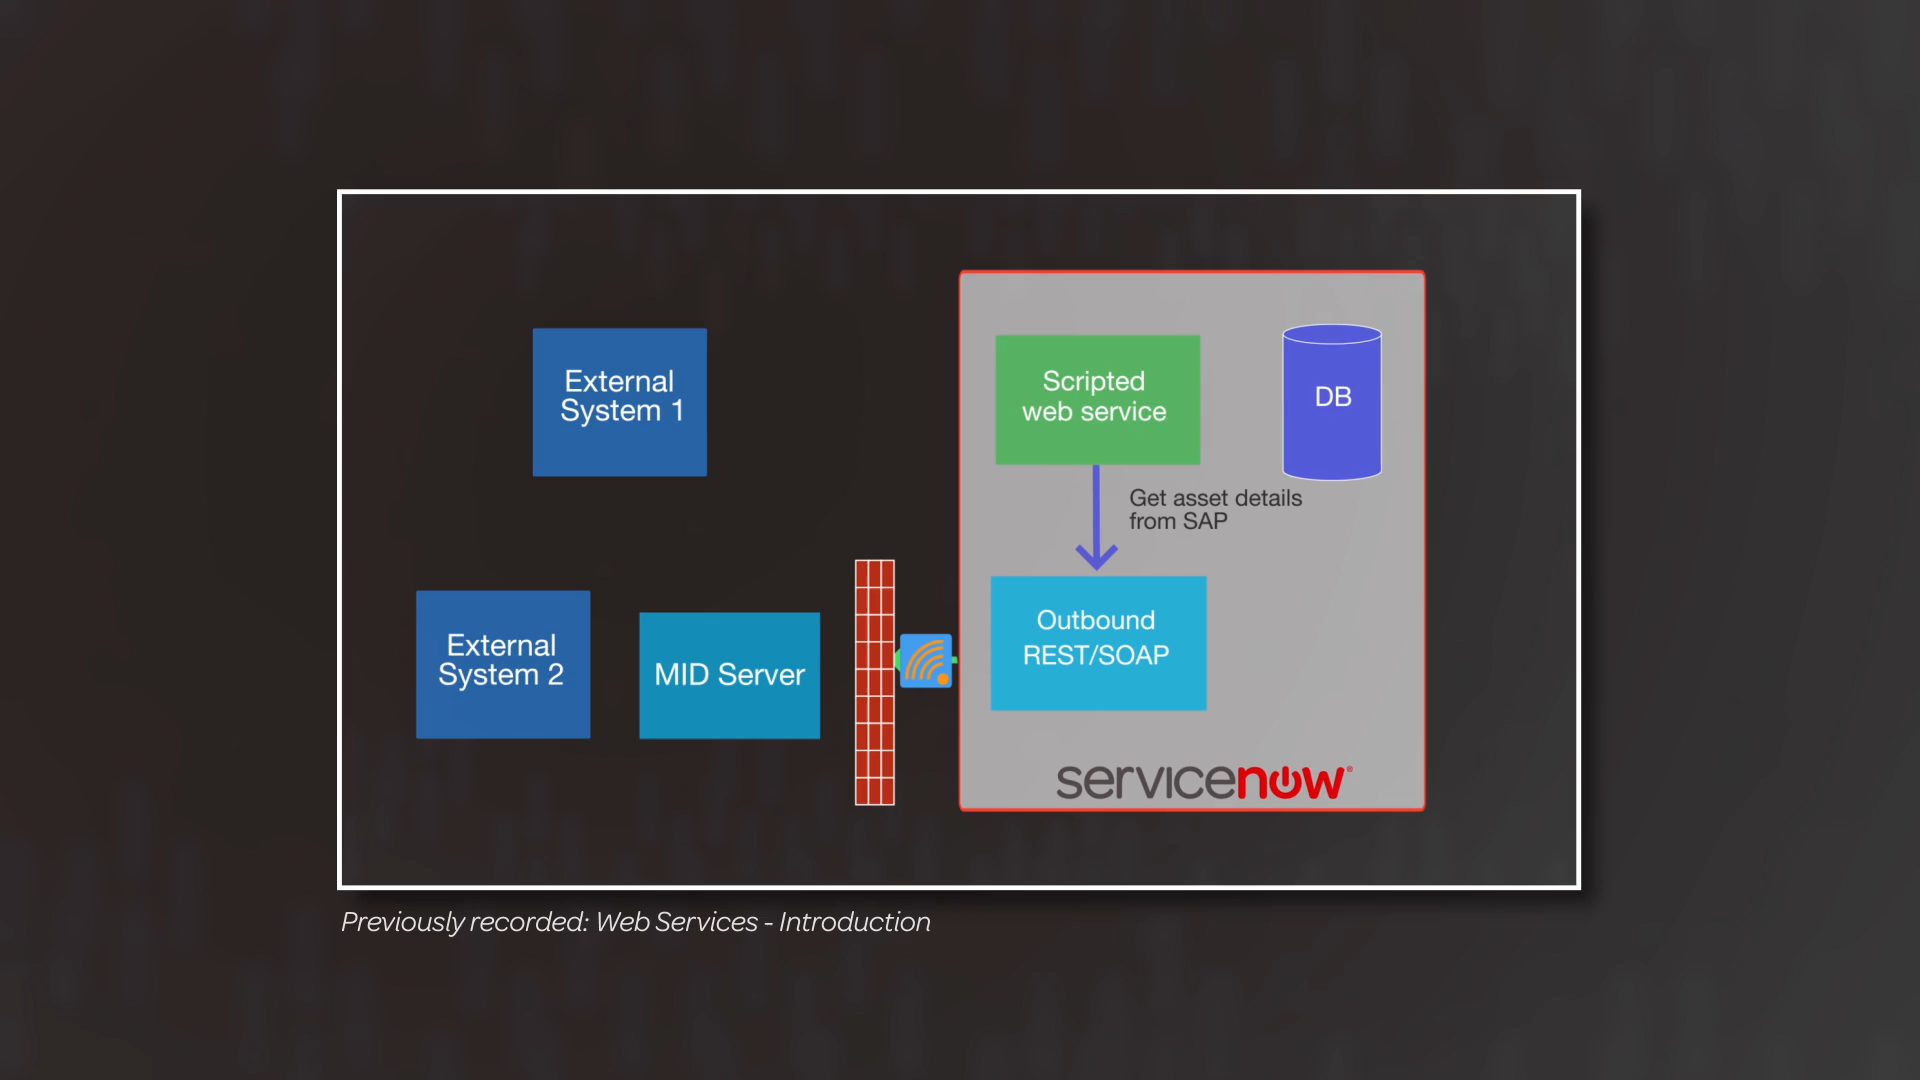 External
System 1
Scripted
web service
DB
Get asset details
from SAP
External
System 2
MID Server
Outbound
REST/SOAP
servicenow®
Previously recorded: Web Services - Introduction